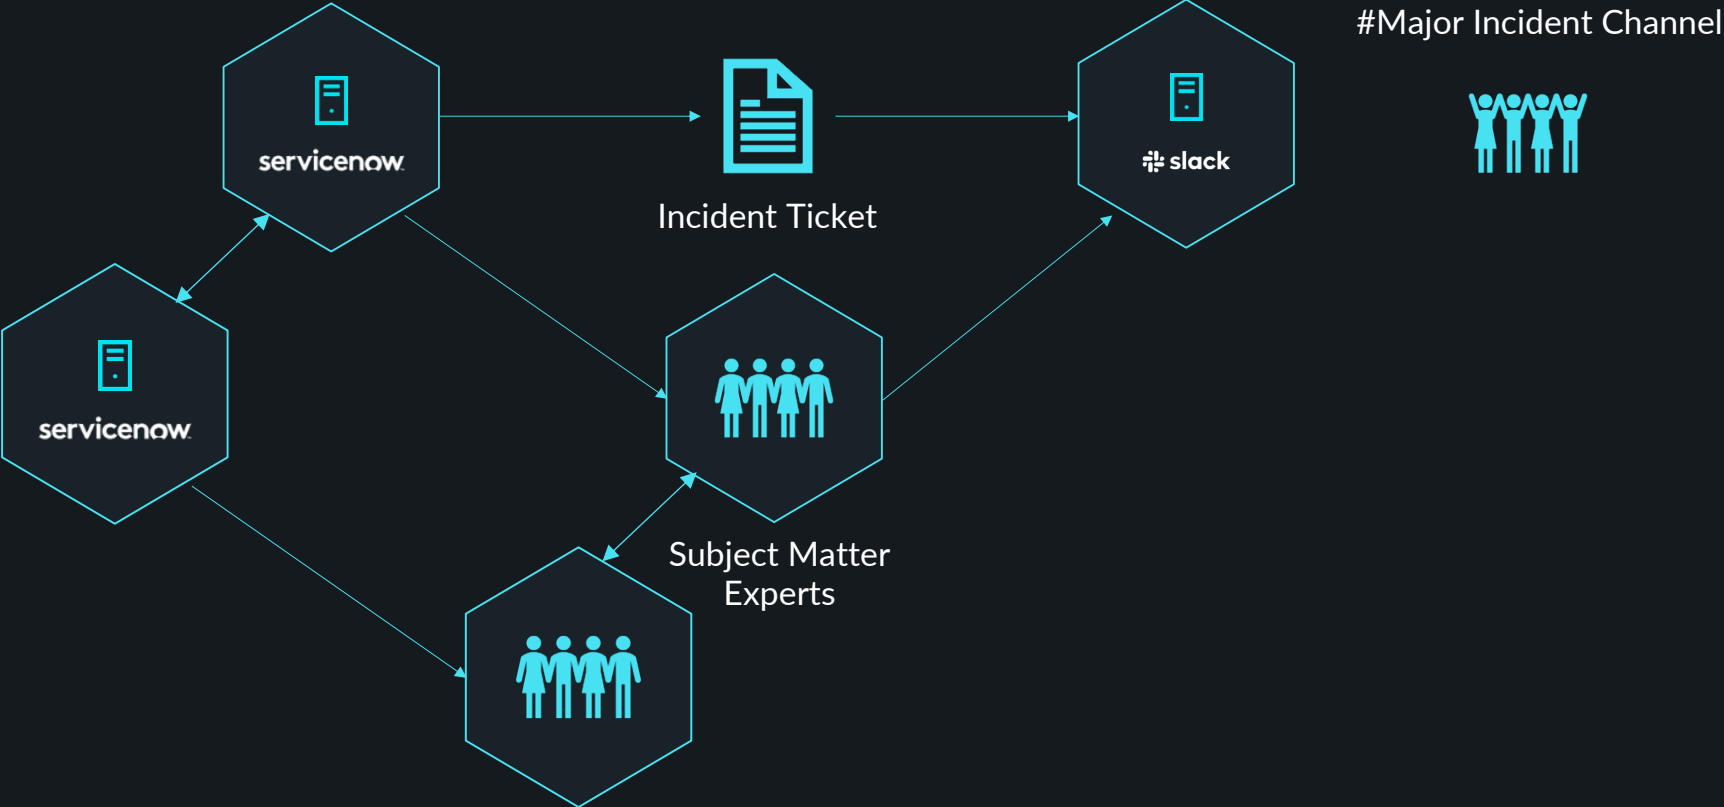 #Major Incident Channel
servicenow
slack
Incident Ticket
servicenow
Subject Matter
Experts